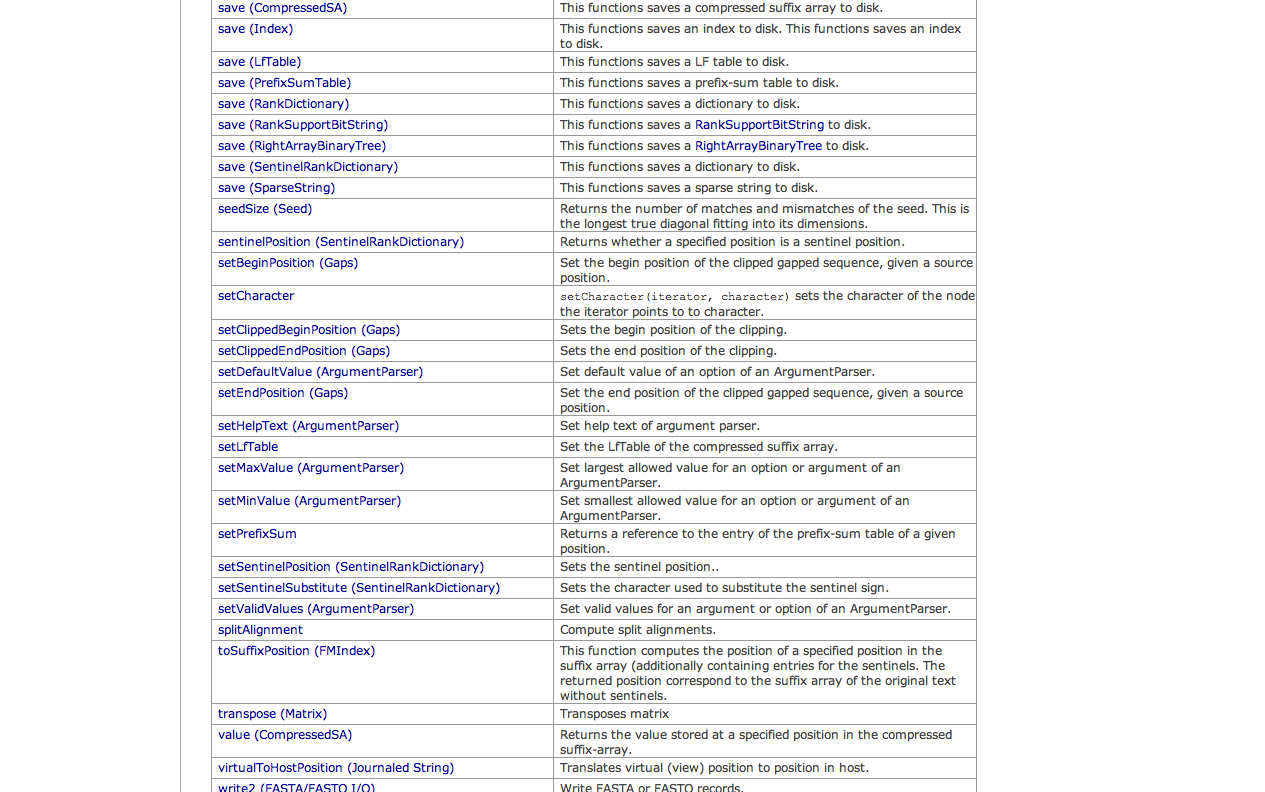 save (CompressedSA) This functions saves a compressed suffix array to disk.
save (Index) This functions saves an index to disk. This functions saves an index
to disk.
save (LfTable) This functions saves a LF table to disk.
save (PrefixSumTable) This functions saves a prefix-sum table to disk.
save (RankDictionary) This functions saves a dictionary to disk.
save (RankSupportBitString) This functions saves a RankSupportBitString to disk.
save (RightArrayBinaryTree) This functions saves a RightArrayBinaryTree to disk.
save (SentinelRankDictionary) This functions saves a dictionary to disk.
save (SparseString) This functions saves a sparse string to disk.
seedSize (Seed) Returns the number of matches and mismatches of the seed. This is
the longest true diagonal fitting into its dimensions.
sentinelPosition (SentinelRankDictionary) Returns whether a specified position is a sentinel position.
setBeginPosition (Gaps) Set the begin position of the clipped gapped sequence, given a source
position.
setCharacter setCharacter(iterator, character) sets the character of the node
the iterator points to to character.
setClippedBeginPosition (Gaps) Sets the begin position of the clipping.
setClippedEndPosition (Gaps) Sets the end position of the clipping.
setDefaultValue (ArgumentParser) Set default value of an option of an ArgumentParser.
setEndPosition (Gaps) Set the end position of the clipped gapped sequence, given a source
position.
setHelpText (ArgumentParser) Set help text of argument parser.
setLfTable Set the LfTable of the compressed suffix array.
setMaxValue (ArgumentParser) Set largest allowed value for an option or argument of an
ArgumentParser.
setMinValue (ArgumentParser) Set smallest allowed value for an option or argument of an
ArgumentParser.
setPrefixSum Returns a reference to the entry of the prefix-sum table of a given
position.
setSentinelPosition (SentinelRankDictionary) Sets the sentinel position..
setSentinelSubstitute (SentinelRankDictionary) Sets the character used to substitute the sentinel sign.
setValidValues (ArgumentParser) Set valid values for an argument or option of an ArgumentParser.
splitAlignment Compute split alignments.
toSuffixPosition (FMIndex) This function computes the position of a specified position in the
suffix array (additionally containing entries for the sentinels. The
returned position correspond to the suffix array of the original text
without sentinels.
transpose (Matrix) Transposes matrix
value (CompressedSA) Returns the value stored at a specified position in the compressed
suffix-array.
virtualToHostPosition (Journaled String) Translates virtual (view) position to position in host.
write2 (FASTA/FASTQ I/O) Write FASTA or FASTQ records.